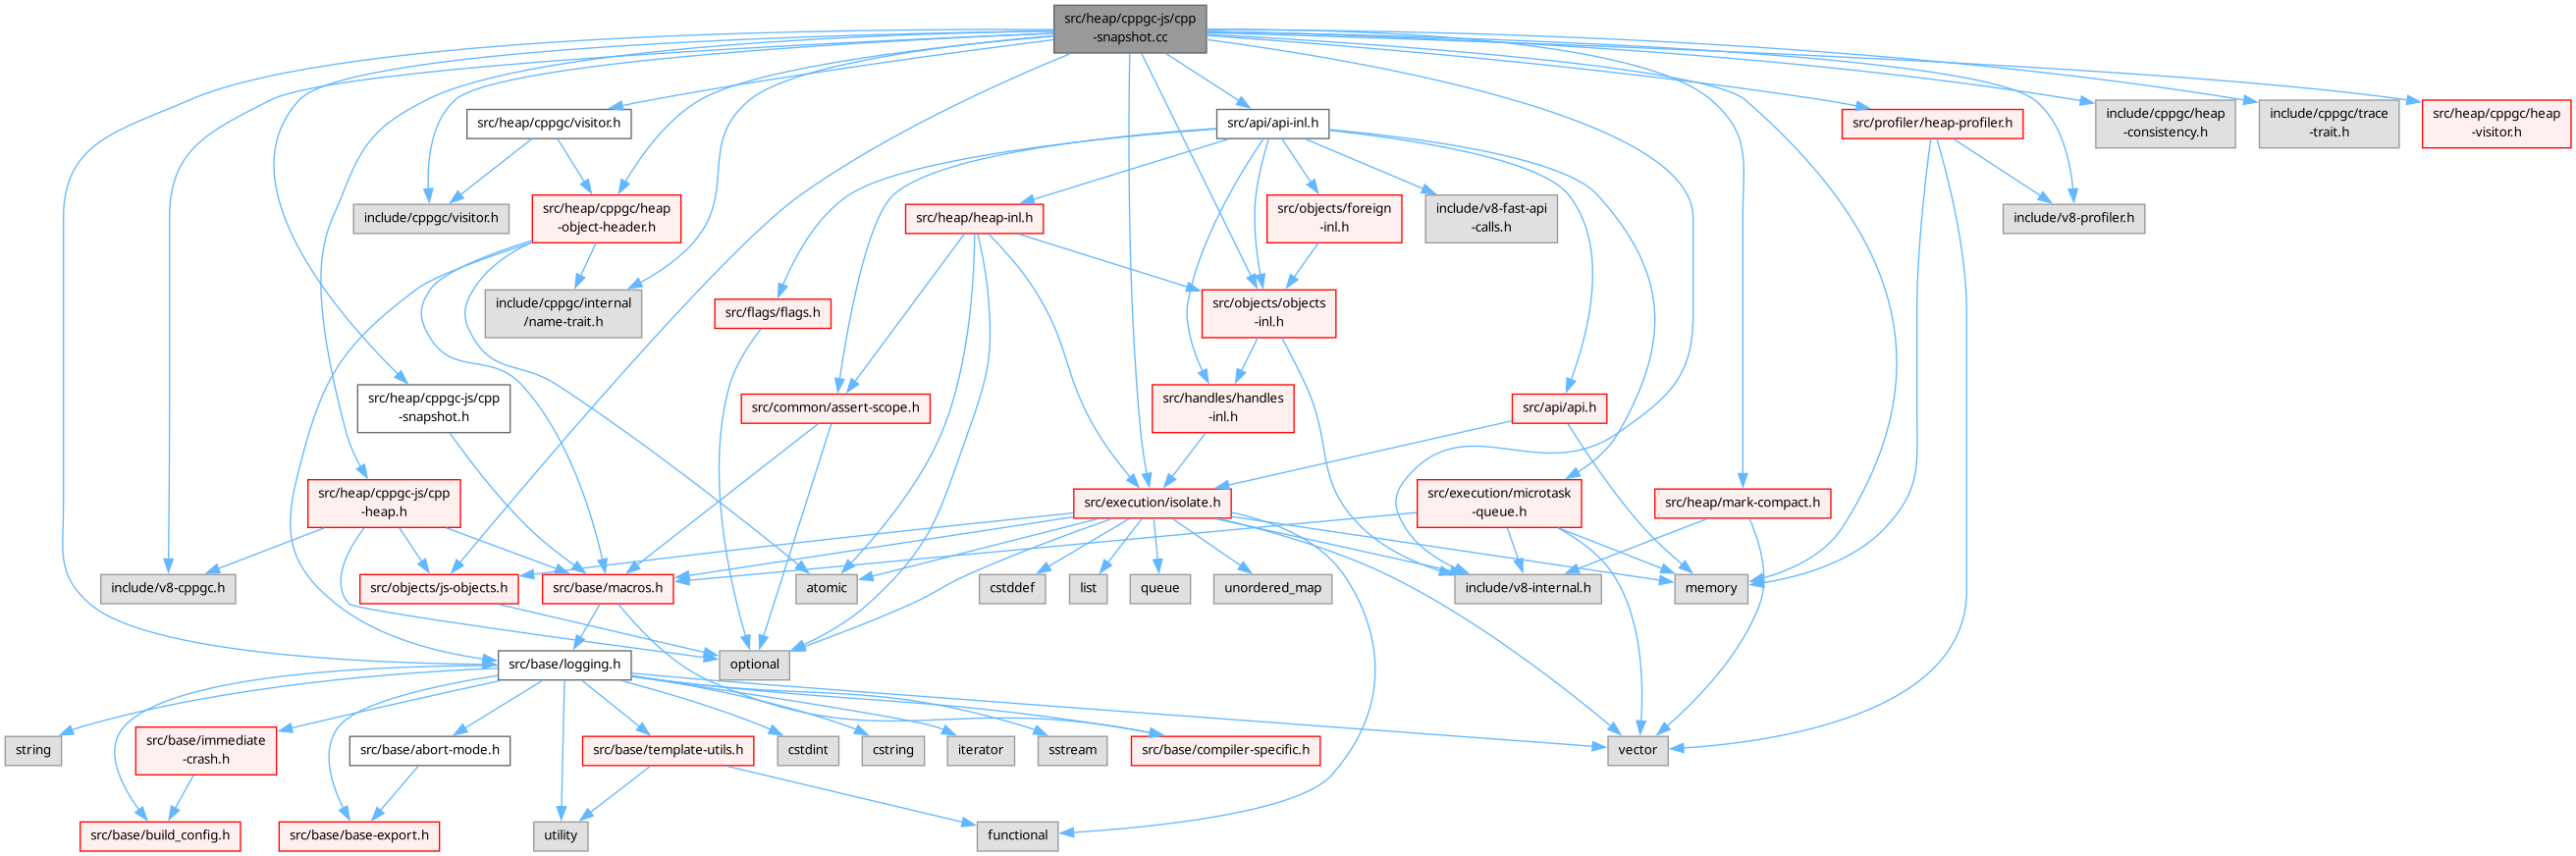 src/heap/cppgc-js/cpp
-snapshot.cc
src/heap/cppgc/visitor.h
src/api/api-inl.h
src/profiler/heap-profiler.h
include/cppgc/heap
-consistency.h
include/cppgc/trace
-trait.h
src/heap/cppgc/heap
-visitor.h
include/cppgc/visitor.h
src/heap/cppgc/heap
-object-header.h
src/heap/heap-inl.h
src/objects/foreign
-inl.h
include/v8-fast-api
-calls.h
include/v8-profiler.h
include/cppgc/internal
/name-trait.h
src/flags/flags.h
src/objects/objects
-inl.h
src/heap/cppgc-js/cpp
-snapshot.h
src/common/assert-scope.h
src/handles/handles
-inl.h
src/api/api.h
src/heap/cppgc-js/cpp
-heap.h
src/execution/isolate.h
src/execution/microtask
-queue.h
src/heap/mark-compact.h
include/v8-cppgc.h
src/objects/js-objects.h
src/base/macros.h
atomic
cstddef
list
queue
unordered_map
include/v8-internal.h
memory
src/base/logging.h
optional
string
src/base/immediate
-crash.h
src/base/abort-mode.h
src/base/template-utils.h
cstdint
cstring
iterator
sstream
src/base/compiler-specific.h
vector
src/base/build_config.h
src/base/base-export.h
utility
functional